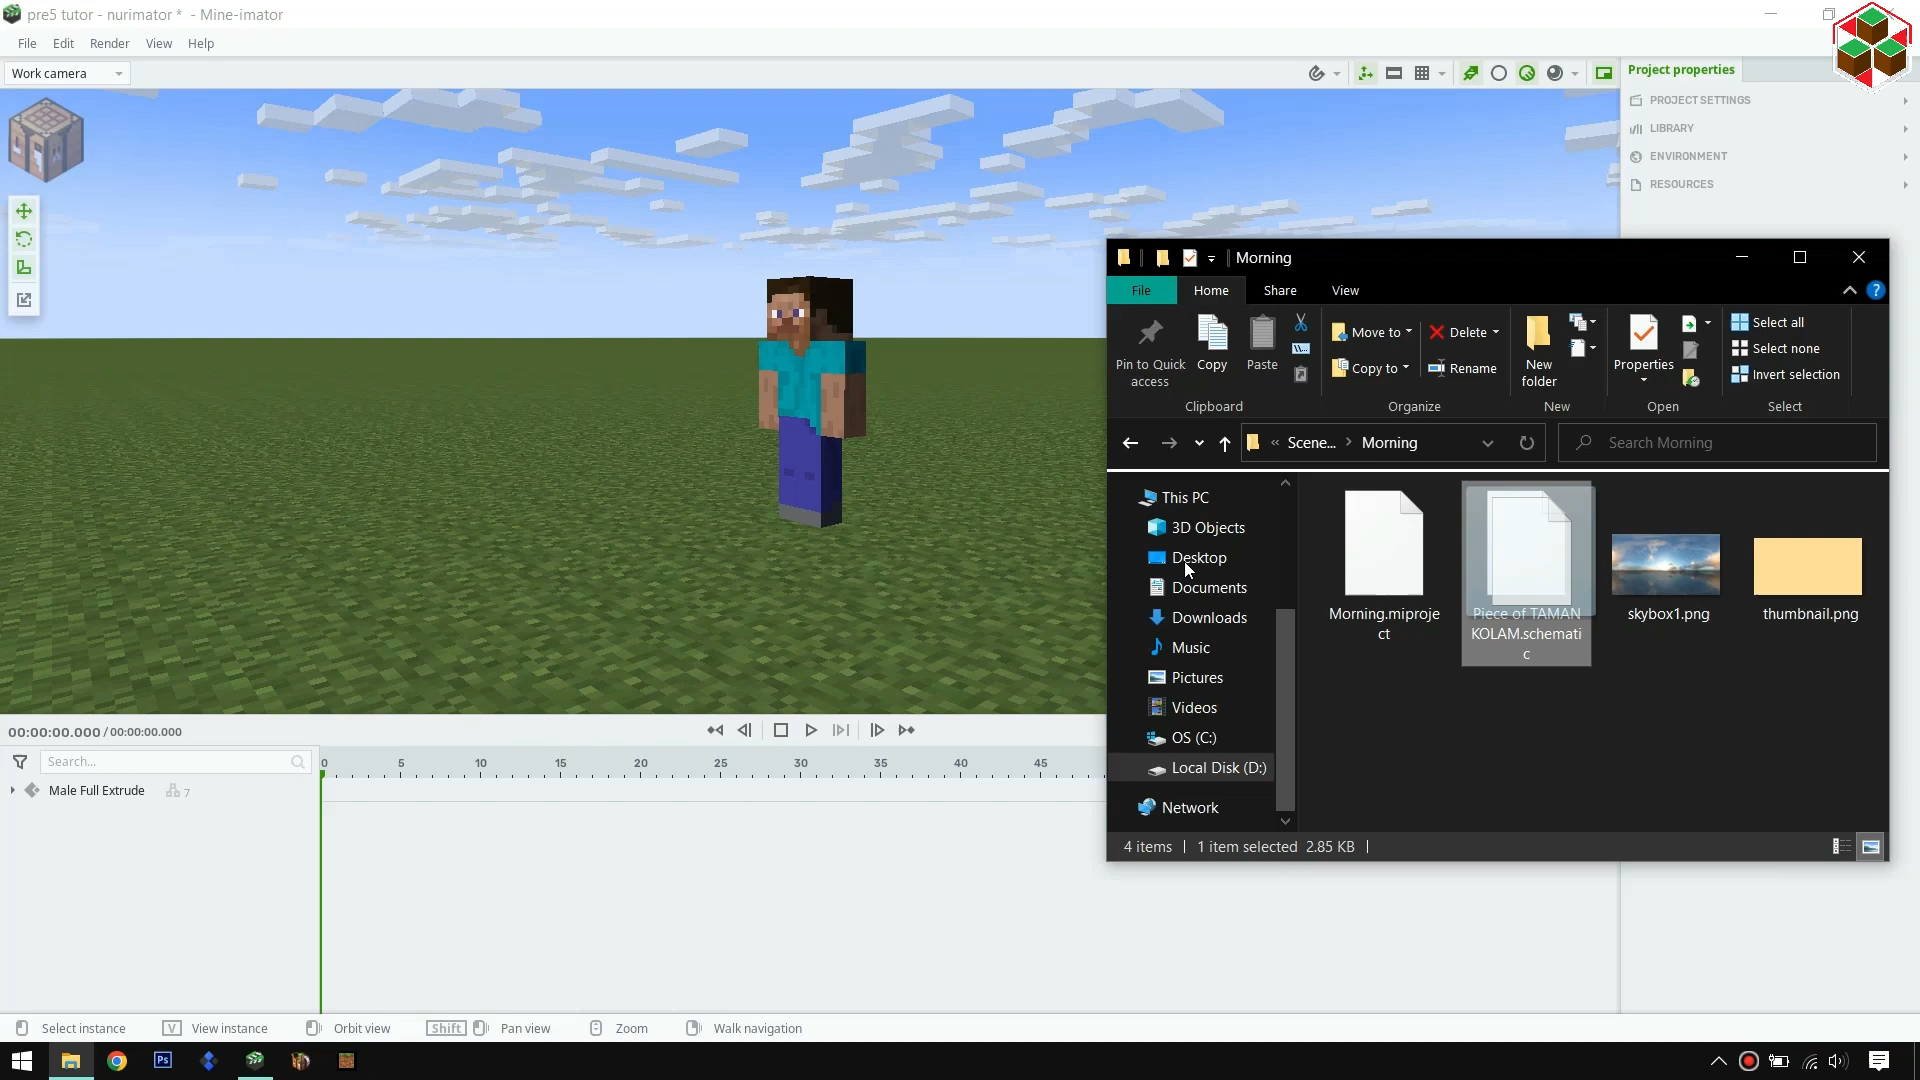 pre5 tutor - nurimator * - Mine-imator
File Edit Render View Help
Work camera
Project properties
PROJECT SETTINGS
LIBRARY
ENVIRONMENT
RESOURCES
Morning
File Home Share View
Pin to Quick access
Copy
Paste
Move to
Copy to
Delete
Rename
New folder
Properties
Select all
Select none
Invert selection
Clipboard Organize New Open Select
« Scene... > Morning
Search Morning
This PC
3D Objects
Desktop
Documents
Downloads
Music
Pictures
Videos
OS (C:)
Local Disk (D:)
Network
Morning.miproje
ct
Piece of TAMAN
KOLAM.schemati
c
skybox1.png
thumbnail.png
4 items 1 item selected 2.85 KB
00:00:00.000 / 00:00:00.000
Search...
0 5 10 15 20 25 30 35 40 45
Male Full Extrude 7
Select instance V View instance Orbit view Shift Pan view Zoom Walk navigation
Ps